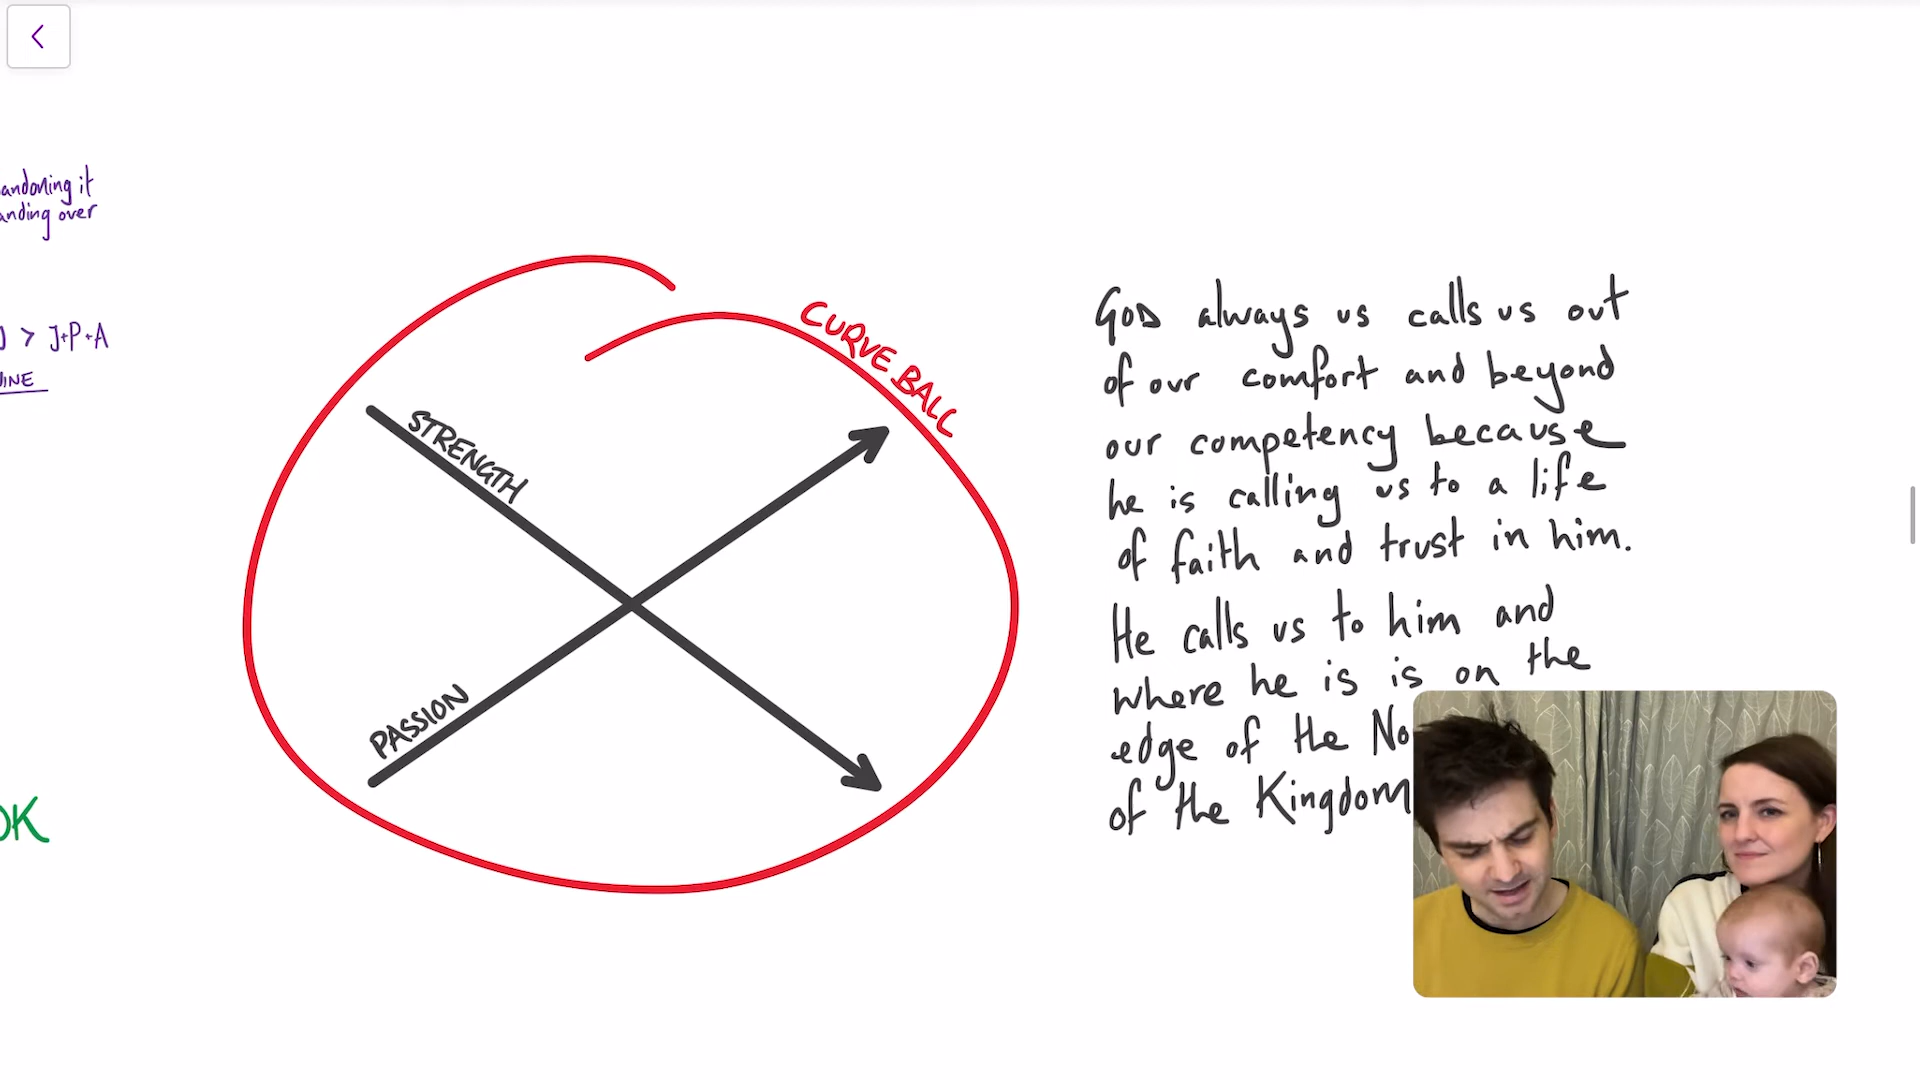 andoning it
anding over
> J+P+A
CURVE BALL
STRENGTH
PASSION
OK
GOD always us calls us out
of our comfort and beyond
our competency because
he is calling us to a life
of faith and trust in him.
He calls us to him and
where he is is on the
edge of the No
of the Kingdom